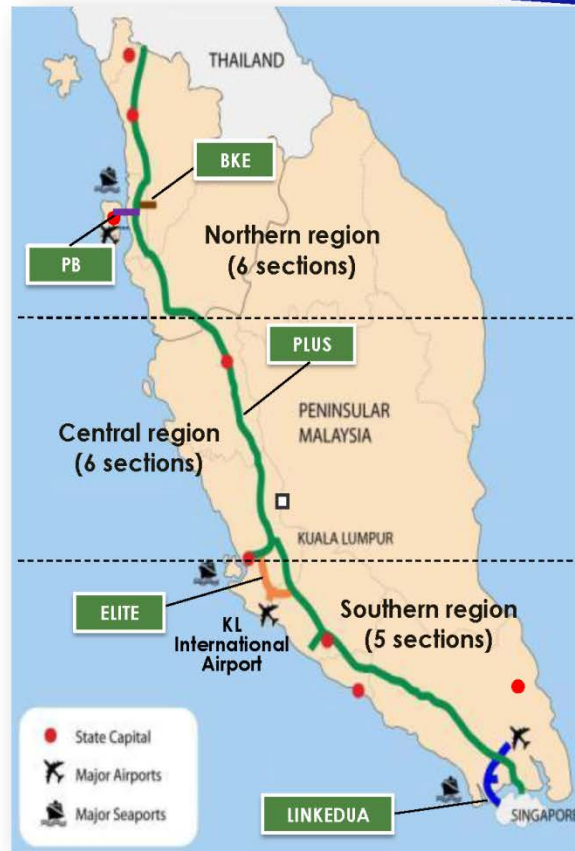 THAILAND
BKE
Northern region
(6 sections)
PB
PLUS
PENINSULAR
MALAYSIA
Central region
(6 sections)
KUALA LUMPUR
ELITE
KL
International
Airport
Southern region
(5 sections)
State Capital
Major Airports
Major Seaports
LINKEDUA
SINGAPORE